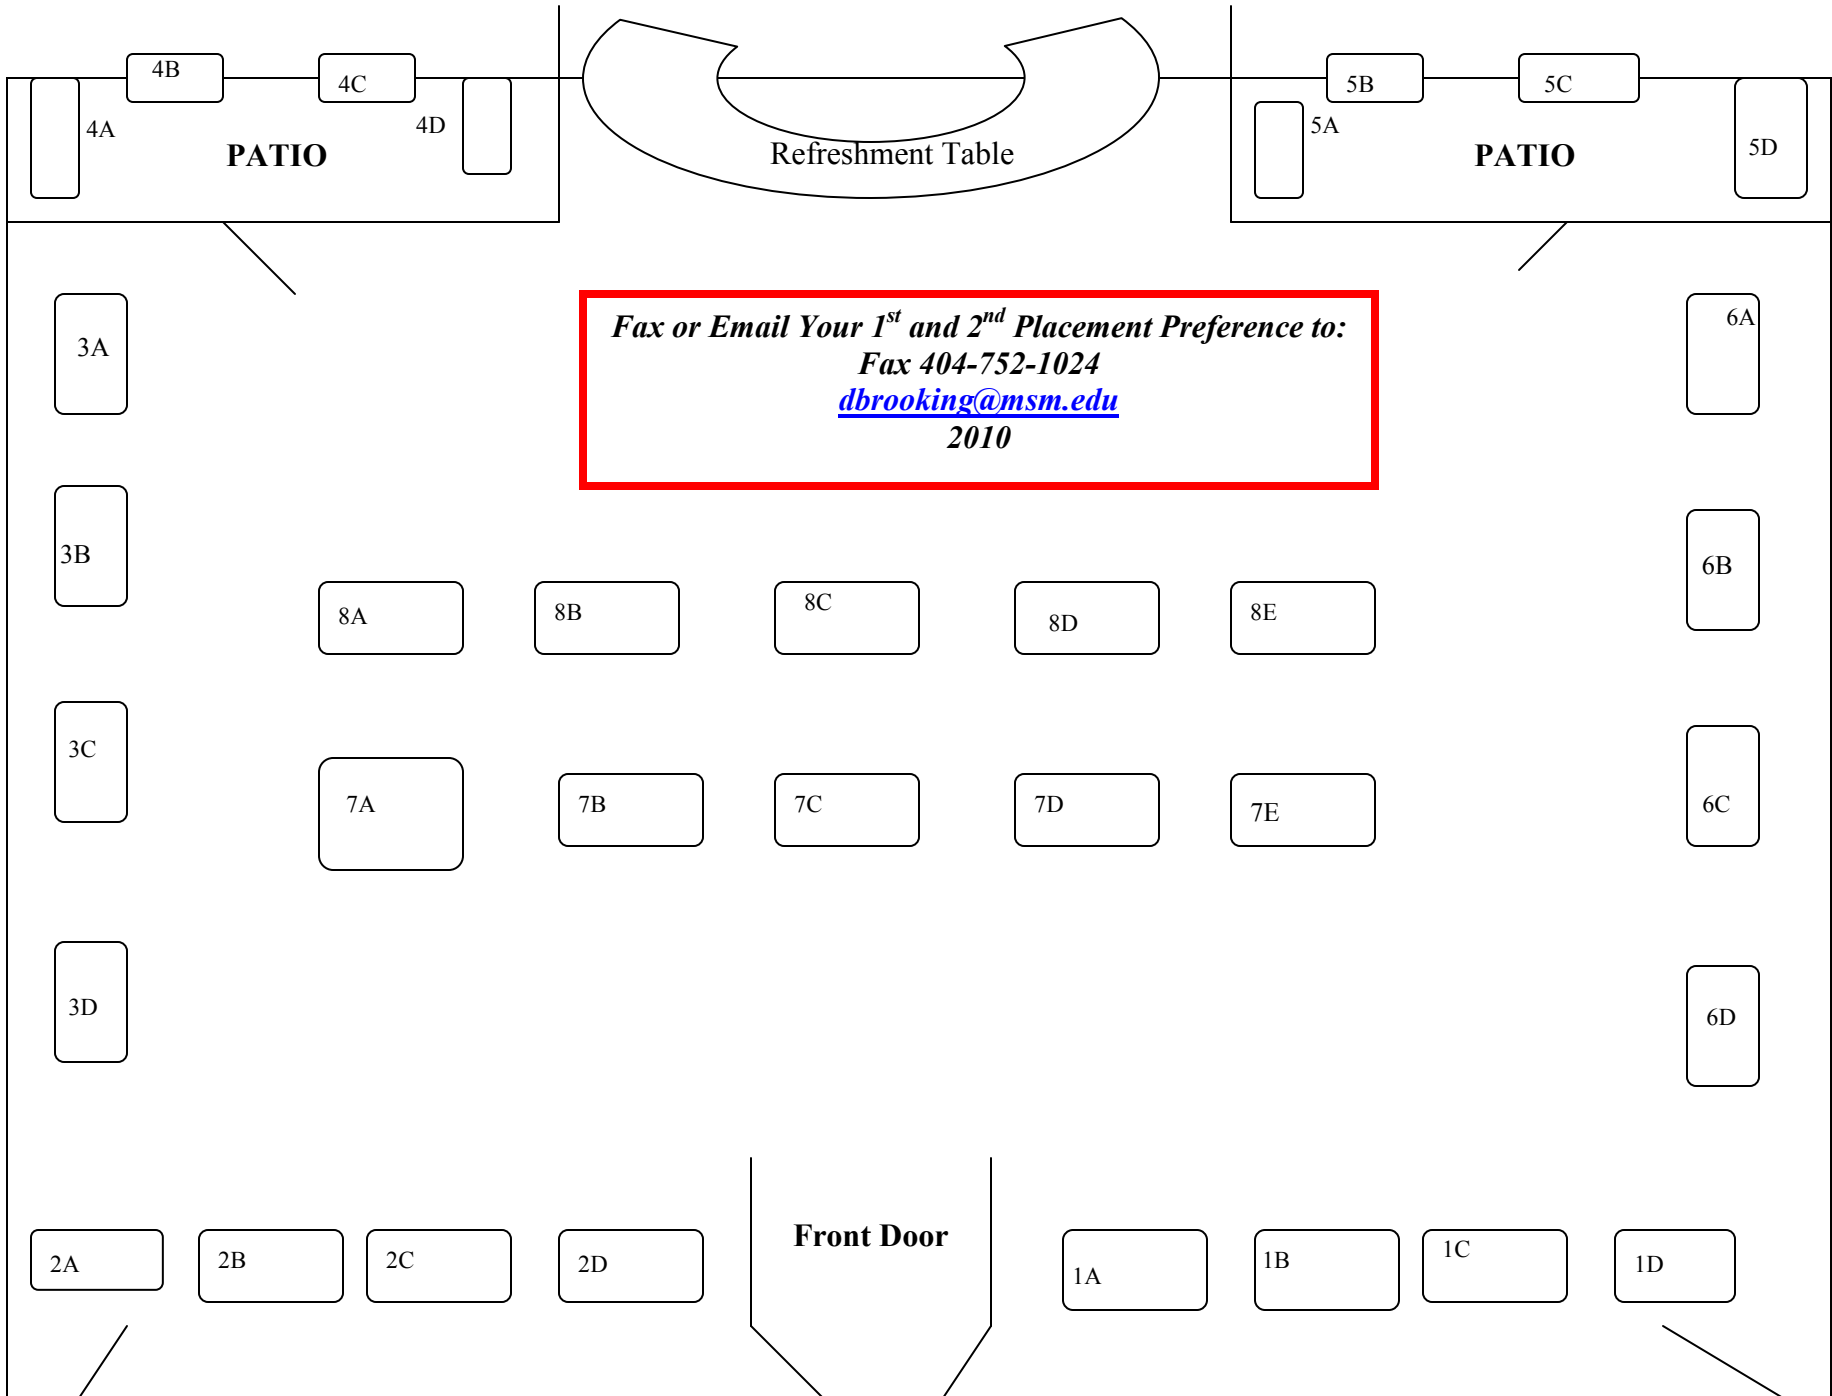 4B
4C
5B
5C
4A
4D
5A
PATIO
Refreshment Table
PATIO
5D
Fax or Email Your 1st and 2nd Placement Preference to:
Fax 404-752-1024
dbrooking@msm.edu
2010
3A
6A
3B
6B
8A
8B
8C
8D
8E
3C
7A
7B
7C
7D
7E
6C
3D
6D
Front Door
2A
2B
2C
2D
1A
1B
1C
1D